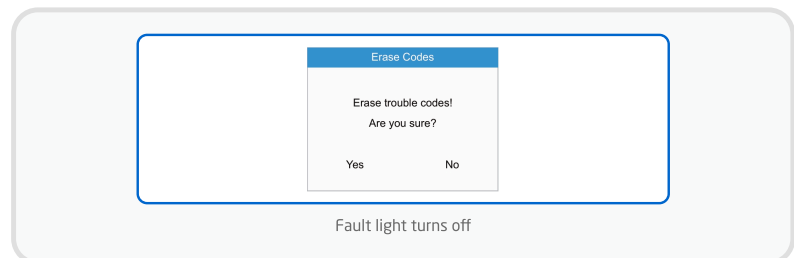 Erase Codes
Erase trouble codes!
Are you sure?
Yes No
Fault light turns off